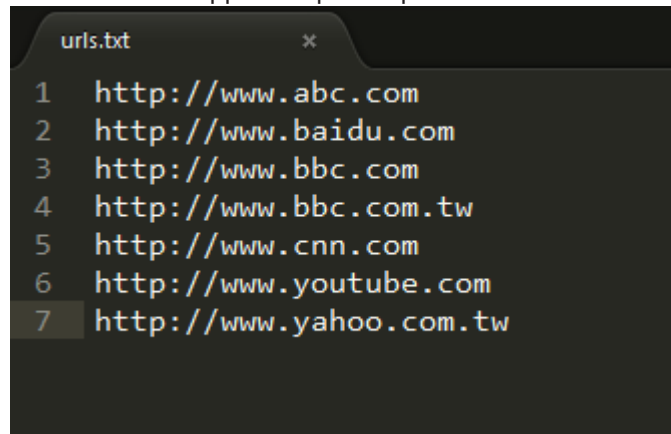 urls.txt ×
1 http://www.abc.com
2 http://www.baidu.com
3 http://www.bbc.com
4 http://www.bbc.com.tw
5 http://www.cnn.com
6 http://www.youtube.com
7 http://www.yahoo.com.tw